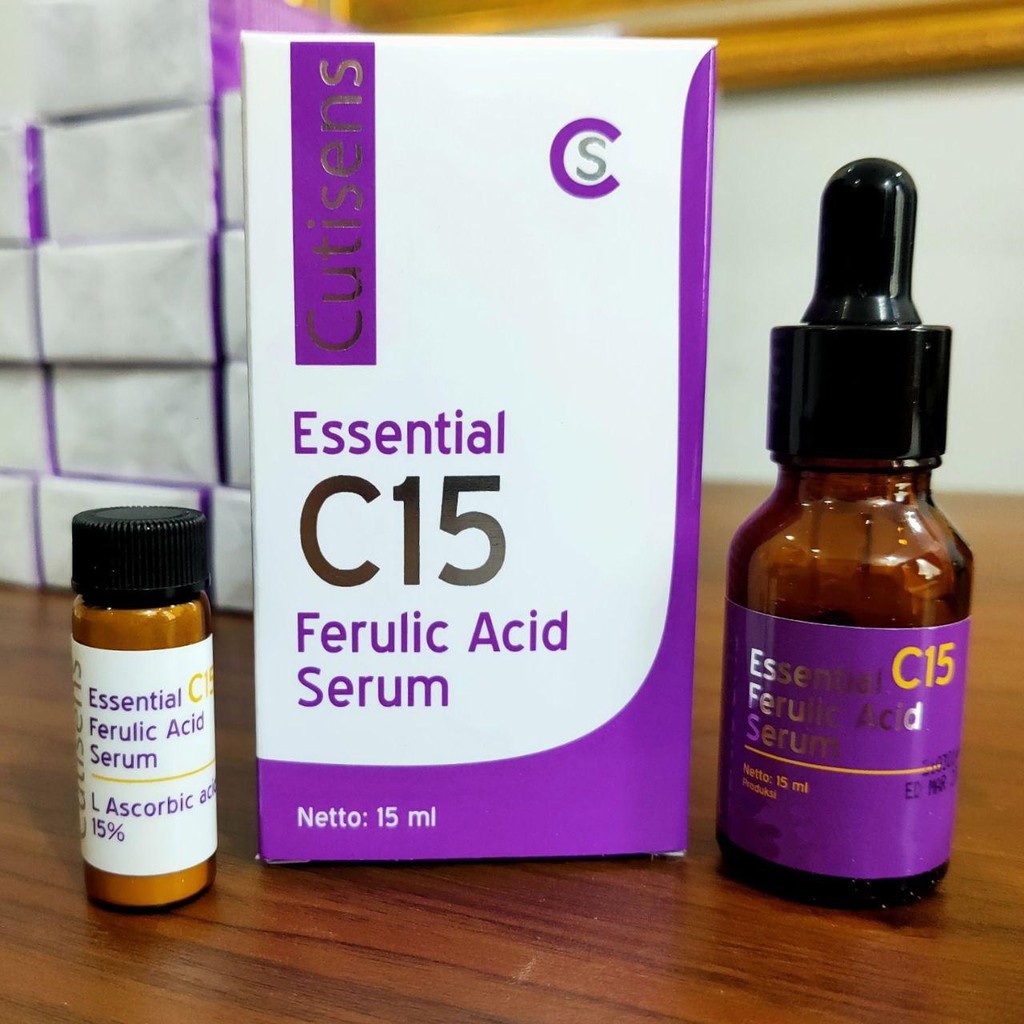 Cutisens
CS
Essential
C15
Ferulic Acid
Serum
Netto: 15 ml
Cutisens
Essential C15
Ferulic Acid
Serum
L Ascorbic acid
15%
Essential C15
Ferulic Acid
Serum
Netto: 15 ml
Produksi
ED MAR